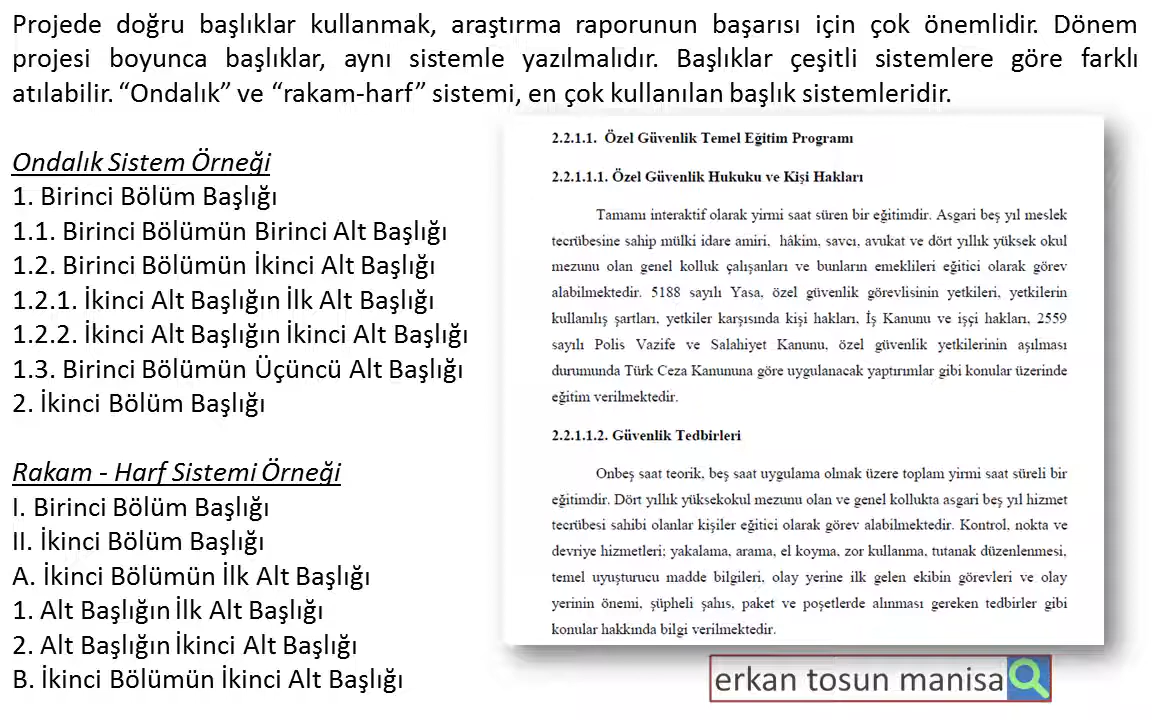 Projede doğru başlıklar kullanmak, araştırma raporunun başarısı için çok önemlidir. Dönem
projesi boyunca başlıklar, aynı sistemle yazılmalıdır. Başlıklar çeşitli sistemlere göre farklı
atılabilir. “Ondalık” ve “rakam-harf” sistemi, en çok kullanılan başlık sistemleridir.
Ondalık Sistem Örneği
1. Birinci Bölüm Başlığı
1.1. Birinci Bölümün Birinci Alt Başlığı
1.2. Birinci Bölümün İkinci Alt Başlığı
1.2.1. İkinci Alt Başlığın İlk Alt Başlığı
1.2.2. İkinci Alt Başlığın İkinci Alt Başlığı
1.3. Birinci Bölümün Üçüncü Alt Başlığı
2. İkinci Bölüm Başlığı
Rakam - Harf Sistemi Örneği
I. Birinci Bölüm Başlığı
II. İkinci Bölüm Başlığı
A. İkinci Bölümün İlk Alt Başlığı
1. Alt Başlığın İlk Alt Başlığı
2. Alt Başlığın İkinci Alt Başlığı
B. İkinci Bölümün İkinci Alt Başlığı
2.2.1.1. Özel Güvenlik Temel Eğitim Programı
2.2.1.1.1. Özel Güvenlik Hukuku ve Kişi Hakları
Tamamı interaktif olarak yirmi saat süren bir eğitimdir. Asgari beş yıl meslek
tecrübesine sahip mülki idare amiri, hâkim, savcı, avukat ve dört yıllık yüksek okul
mezunu olan genel kolluk çalışanları ve bunların emeklileri eğitici olarak görev
alabilmektedir. 5188 sayılı Yasa, özel güvenlik görevlisinin yetkileri, yetkilerin
kullanılış şartları, yetkiler karşısında kişi hakları, İş Kanunu ve işçi hakları, 2559
sayılı Polis Vazife ve Salahiyet Kanunu, özel güvenlik yetkilerinin aşılması
durumunda Türk Ceza Kanununa göre uygulanacak yaptırımlar gibi konular üzerinde
eğitim verilmektedir.
2.2.1.1.2. Güvenlik Tedbirleri
Onbeş saat teorik, beş saat uygulama olmak üzere toplam yirmi saat süreli bir
eğitimdir. Dört yıllık yüksekokul mezunu olan ve genel kollukta asgari beş yıl hizmet
tecrübesi sahibi olanlar kişiler eğitici olarak görev alabilmektedir. Kontrol, nokta ve
devriye hizmetleri; yakalama, arama, el koyma, zor kullanma, tutanak düzenlenmesi,
temel uyuşturucu madde bilgileri, olay yerine ilk gelen ekibin görevleri ve olay
yerinin önemi, şüpheli şahıs, paket ve poşetlerde alınması gereken tedbirler gibi
konular hakkında bilgi verilmektedir.
erkan tosun manisa